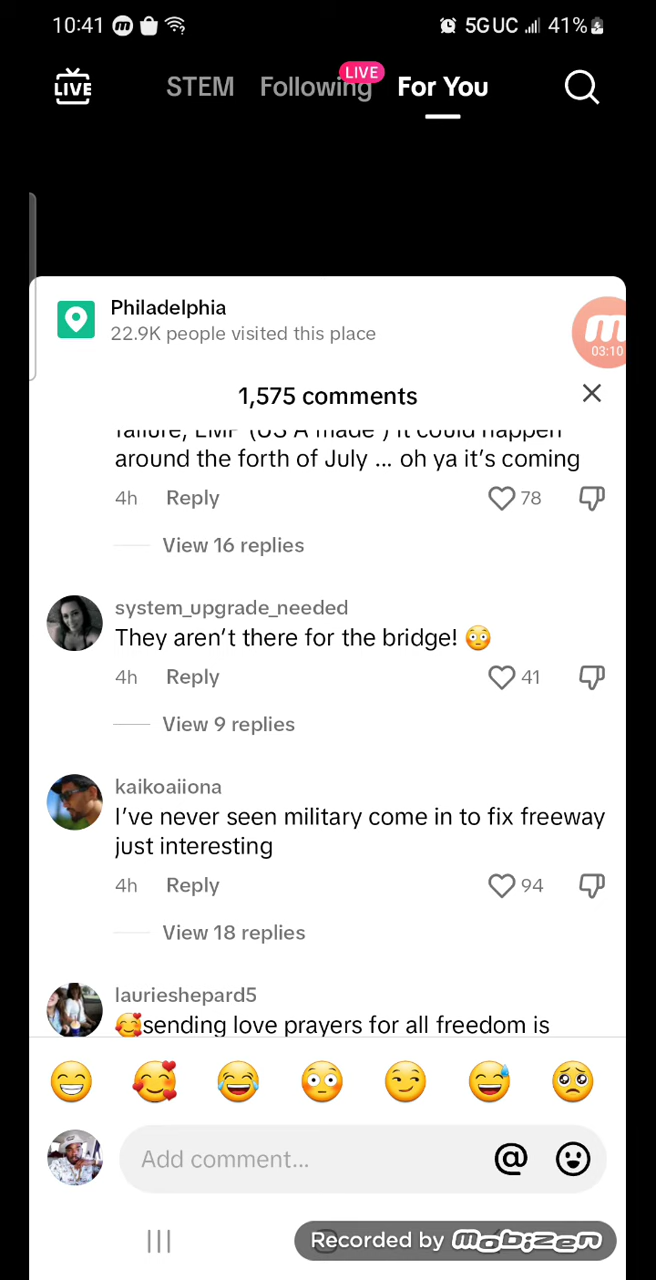 10:41
5G UC
41%
LIVE
STEM
Following
LIVE
For You
Philadelphia
22.9K people visited this place
03:10
1,575 comments
failure, EMP (US A made ) it could happen
around the forth of July ... oh ya it's coming
4h Reply 78
View 16 replies
system_upgrade_needed
They aren't there for the bridge! 😳
4h Reply 41
View 9 replies
kaikoaiiona
I've never seen military come in to fix freeway
just interesting
4h Reply 94
View 18 replies
laurieshepard5
🥰sending love prayers for all freedom is
Add comment...
Recorded by mobizen